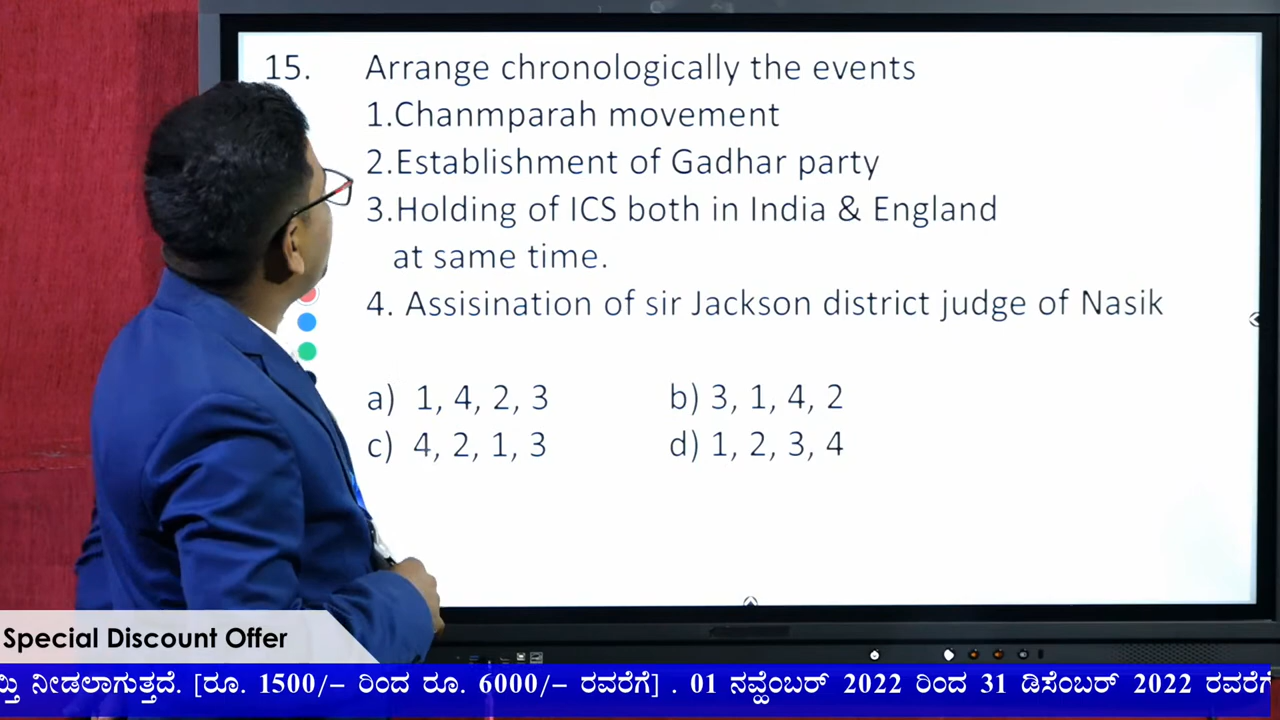 15. Arrange chronologically the events
1.Chanmparah movement
2.Establishment of Gadhar party
3.Holding of ICS both in India & England
at same time.
4. Assisination of sir Jackson district judge of Nasik
a) 1, 4, 2, 3 b) 3, 1, 4, 2
c) 4, 2, 1, 3 d) 1, 2, 3, 4
Special Discount Offer
ನೀಡಲಾಗುತ್ತದೆ. [ರೂ. 1500/– ರಿಂದ ರೂ. 6000/– ರವರೆಗೆ] . 01 ನವ್ಹೆಂಬರ್ 2022 ರಿಂದ 31 ಡಿಸೆಂಬರ್ 2022 ರವರೆಗೆ